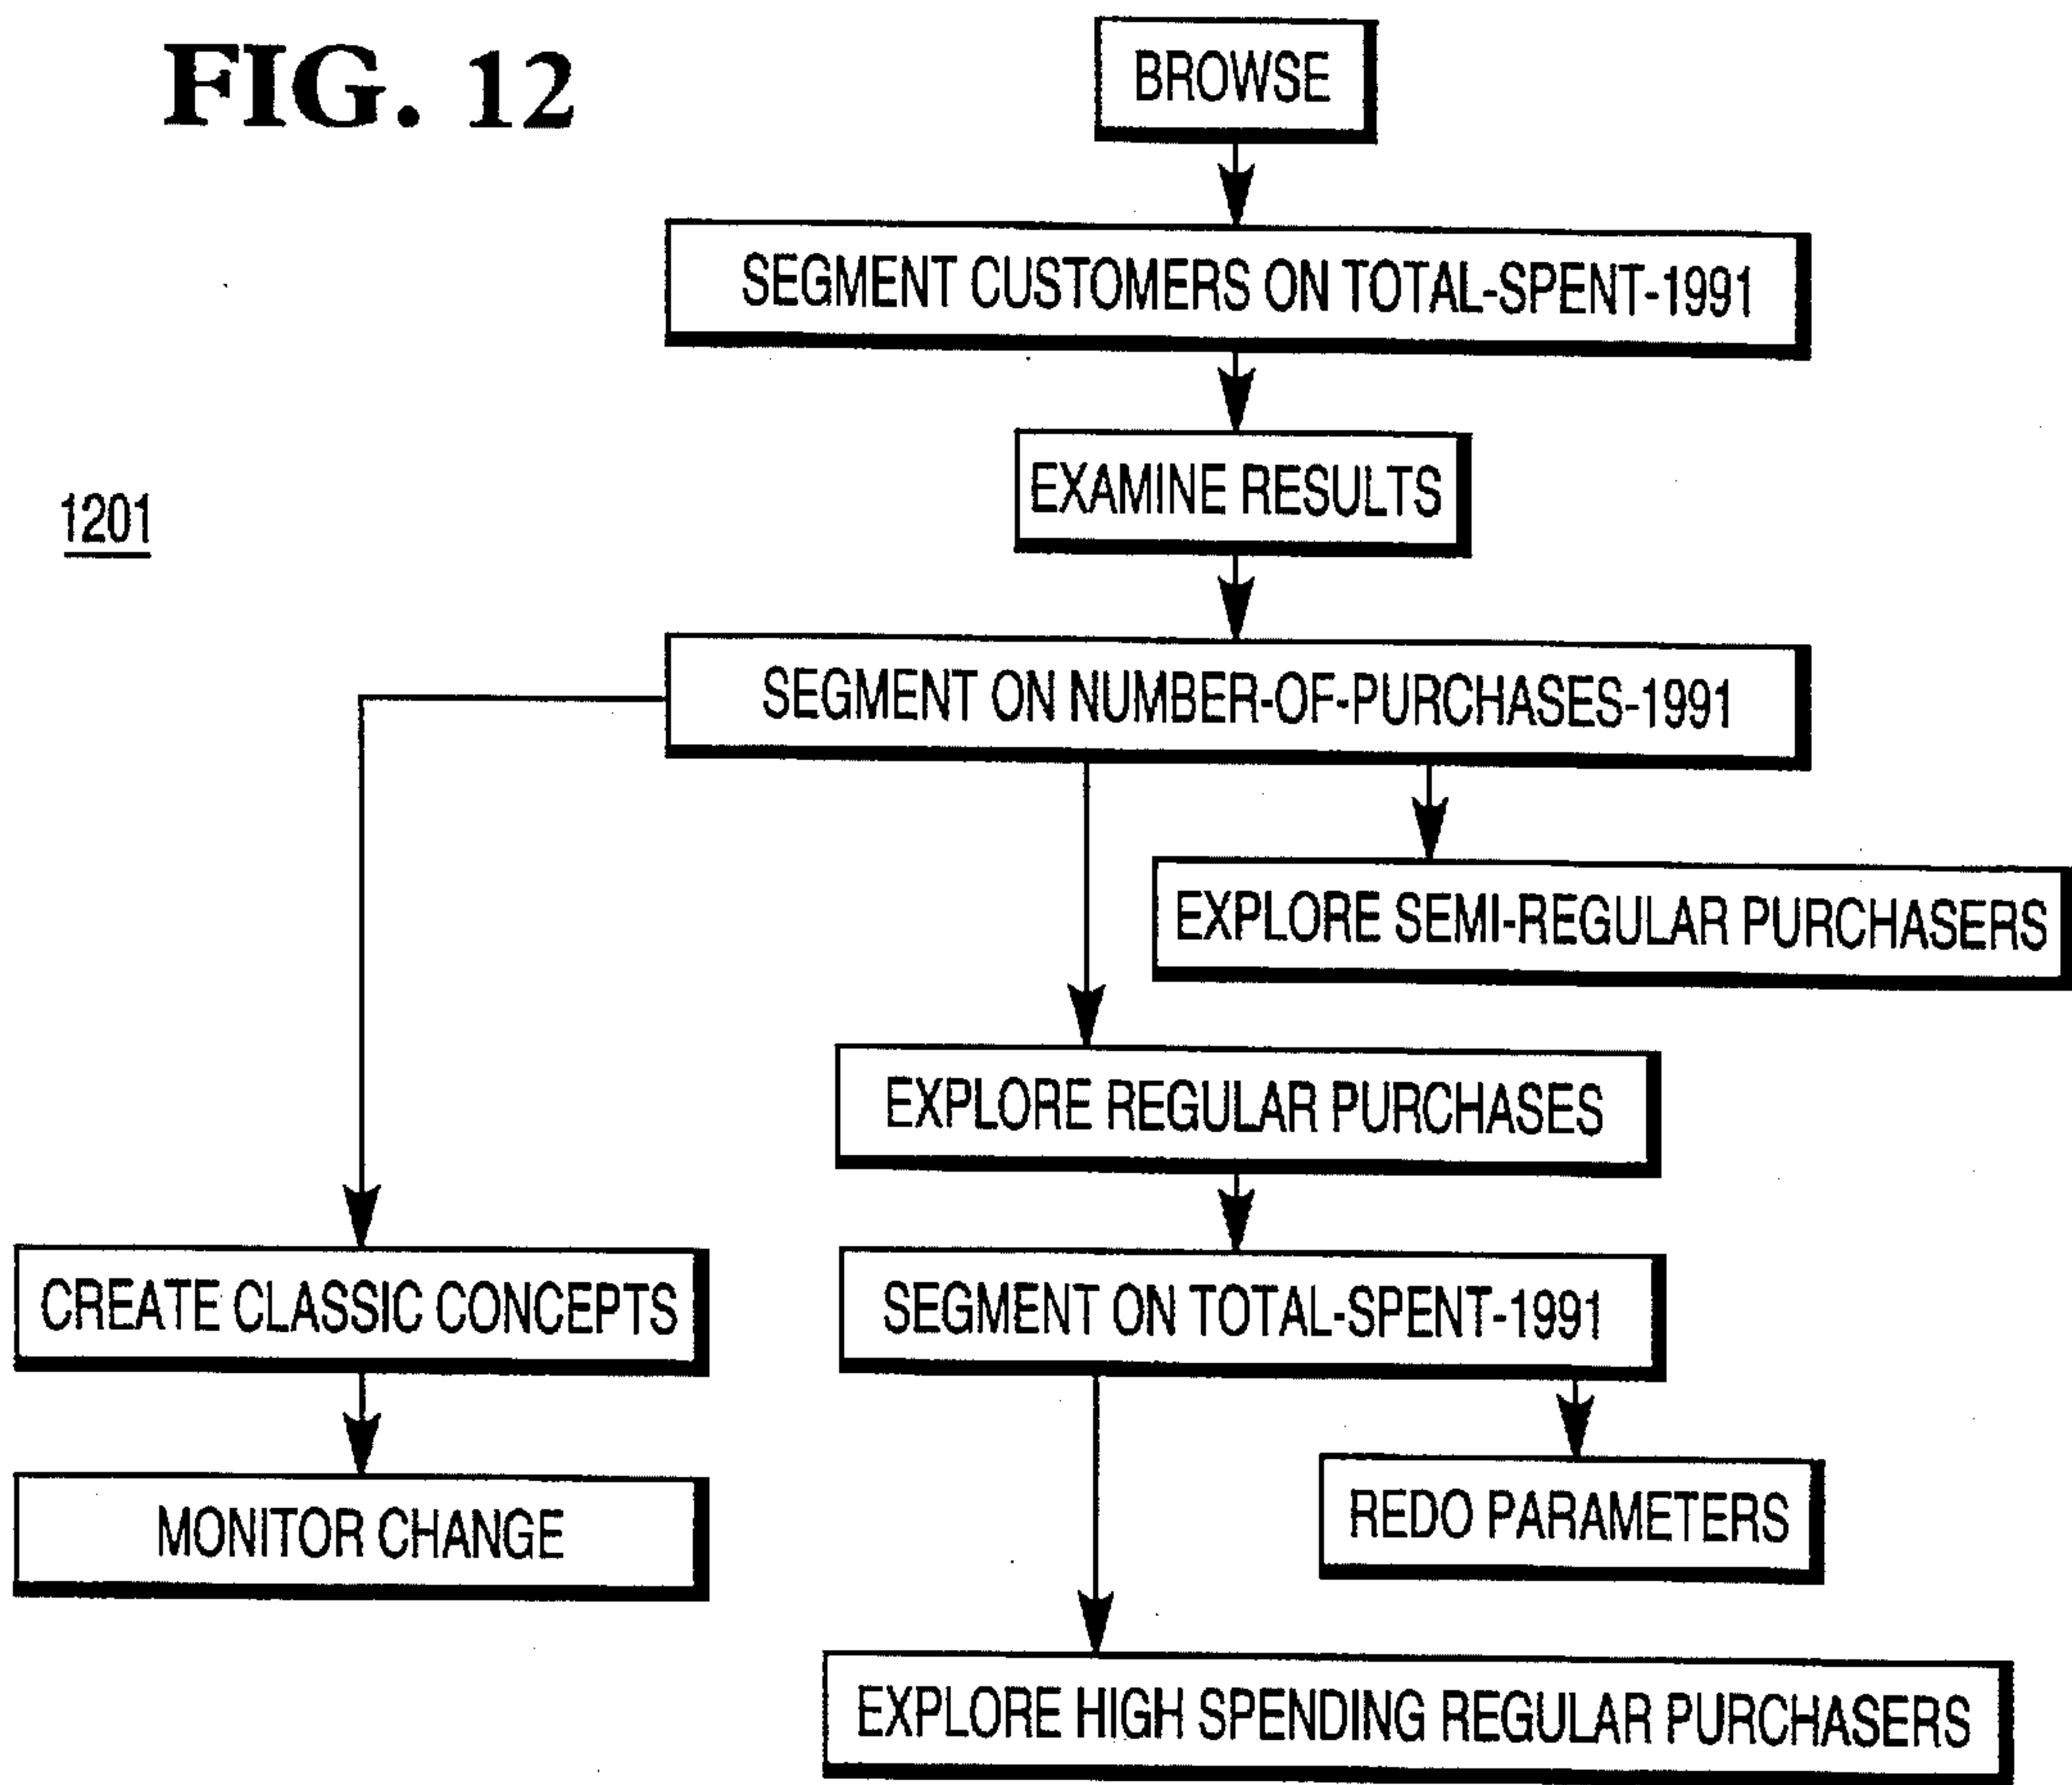 FIG. 12
BROWSE
SEGMENT CUSTOMERS ON TOTAL-SPENT-1991
EXAMINE RESULTS
1201
SEGMENT ON NUMBER-OF-PURCHASES-1991
EXPLORE SEMI-REGULAR PURCHASERS
EXPLORE REGULAR PURCHASES
CREATE CLASSIC CONCEPTS
SEGMENT ON TOTAL-SPENT-1991
MONITOR CHANGE
REDO PARAMETERS
EXPLORE HIGH SPENDING REGULAR PURCHASERS